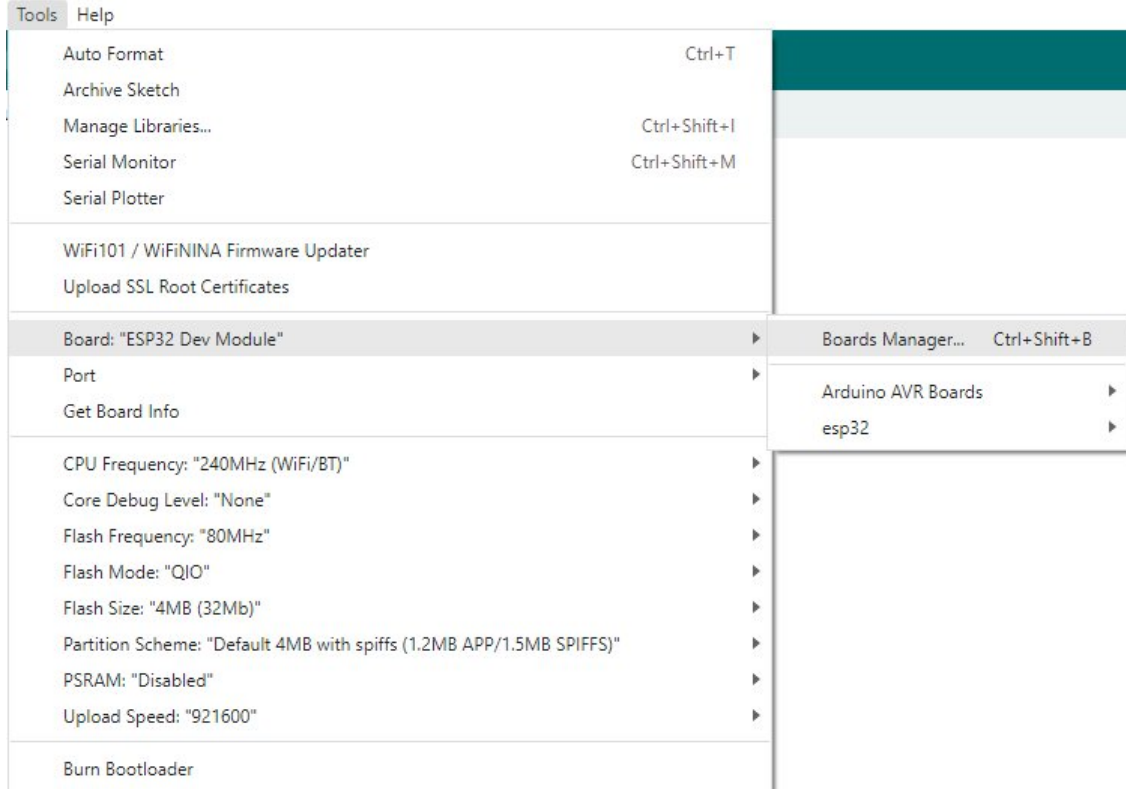 Tools Help
Auto Format Ctrl+T
Archive Sketch
Manage Libraries... Ctrl+Shift+I
Serial Monitor Ctrl+Shift+M
Serial Plotter
WiFi101 / WiFiNINA Firmware Updater
Upload SSL Root Certificates
Board: "ESP32 Dev Module"
Boards Manager... Ctrl+Shift+B
Port
Arduino AVR Boards
Get Board Info
esp32
CPU Frequency: "240MHz (WiFi/BT)"
Core Debug Level: "None"
Flash Frequency: "80MHz"
Flash Mode: "QIO"
Flash Size: "4MB (32Mb)"
Partition Scheme: "Default 4MB with spiffs (1.2MB APP/1.5MB SPIFFS)"
PSRAM: "Disabled"
Upload Speed: "921600"
Burn Bootloader